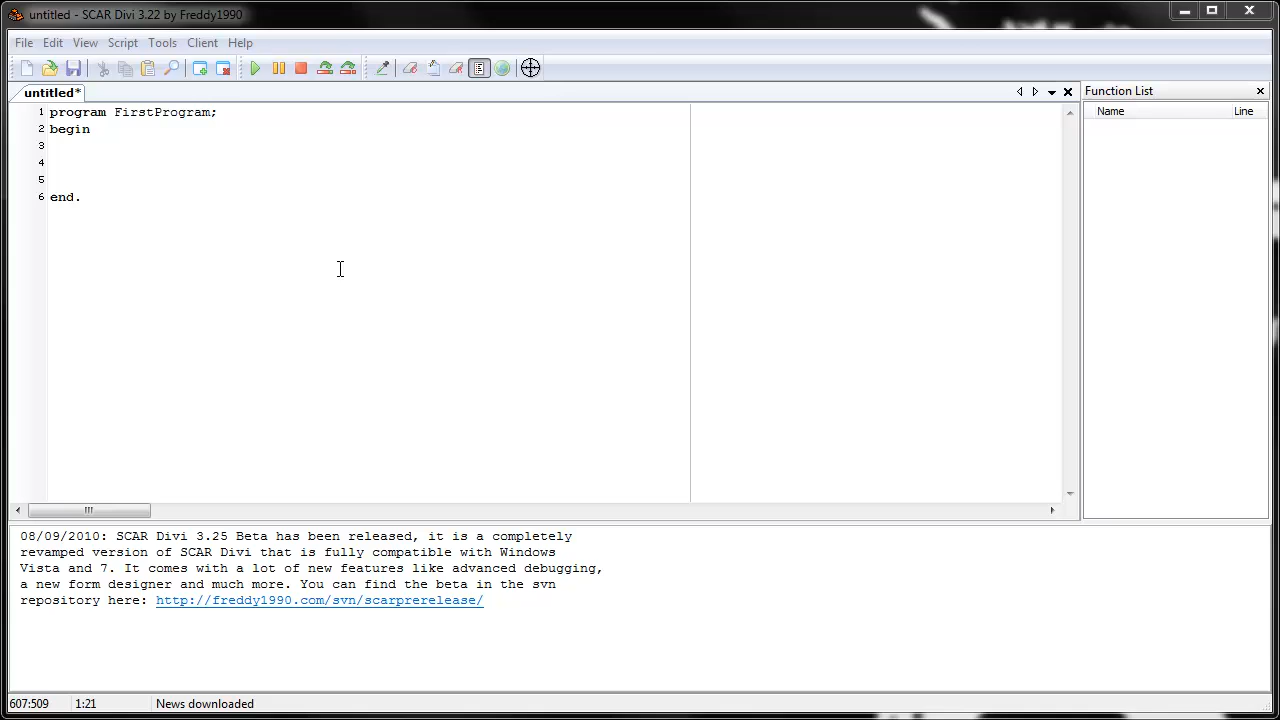 untitled - SCAR Divi 3.22 by Freddy1990
File Edit View Script Tools Client Help
untitled*
Function List
Name Line
1 program FirstProgram;
2 begin
3
4
5
6 end.
08/09/2010: SCAR Divi 3.25 Beta has been released, it is a completely
revamped version of SCAR Divi that is fully compatible with Windows
Vista and 7. It comes with a lot of new features like advanced debugging,
a new form designer and much more. You can find the beta in the svn
repository here: http://freddy1990.com/svn/scarprerelease/
607:509 1:21 News downloaded